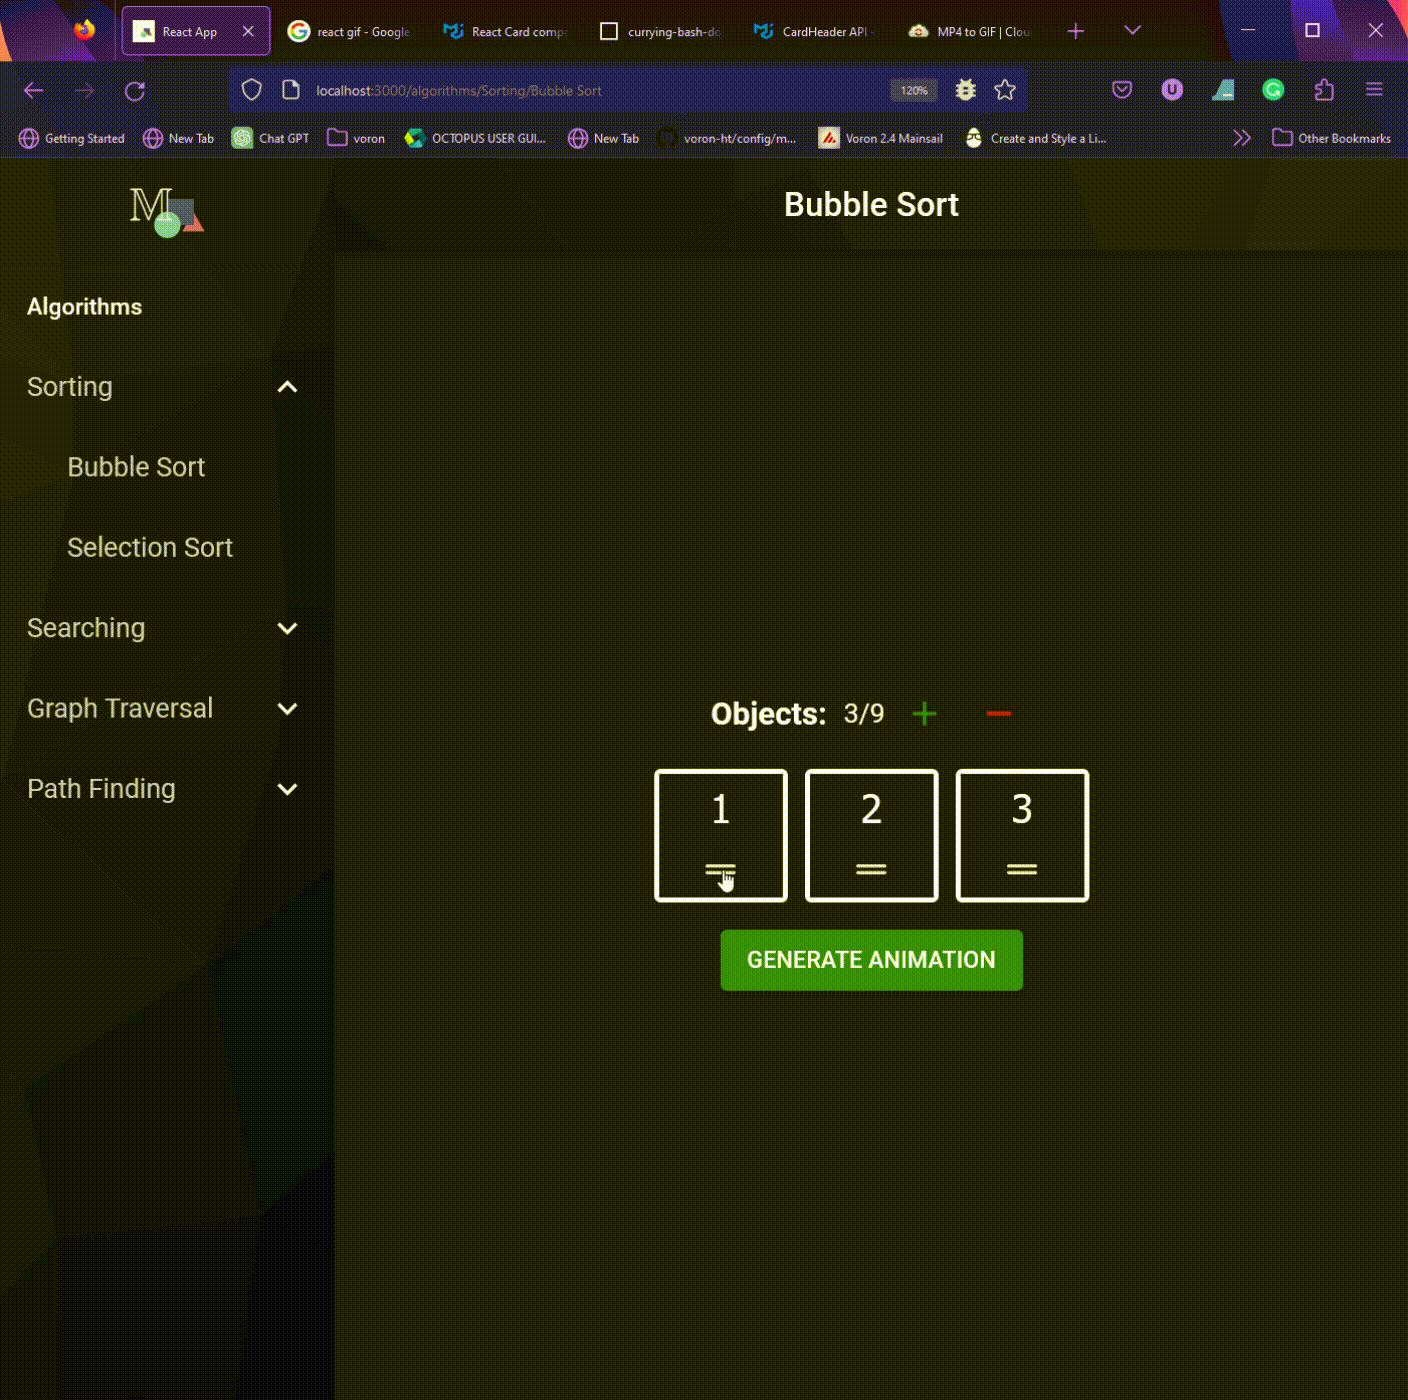 React App
react gif - Google
React Card comp
currying-bash-do
CardHeader API -
MP4 to GIF | Clou
localhost:3000/algorithms/Sorting/Bubble Sort
120%
U
Getting Started
New Tab
Chat GPT
voron
OCTOPUS USER GUI...
New Tab
voron-ht/config/m...
Voron 2.4 Mainsail
Create and Style a Li...
Other Bookmarks
M
Bubble Sort
Algorithms
Sorting
Bubble Sort
Selection Sort
Searching
Graph Traversal
Path Finding
Objects: 3/9 + −
1 2 3
GENERATE ANIMATION